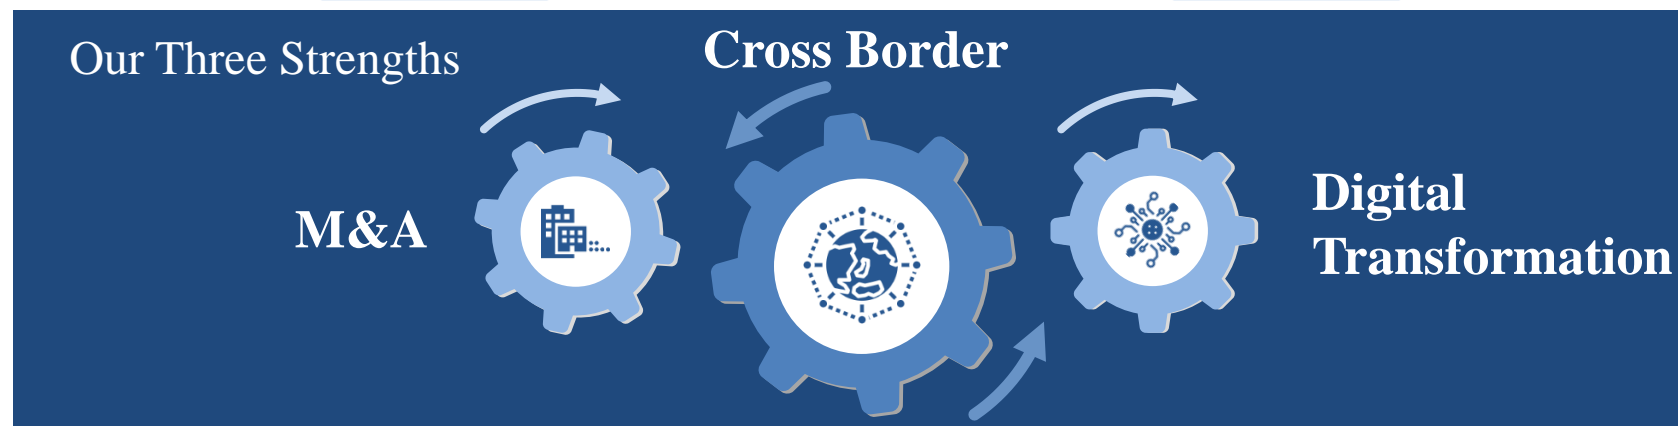 Our Three Strengths
Cross Border
M&A
Digital
Transformation